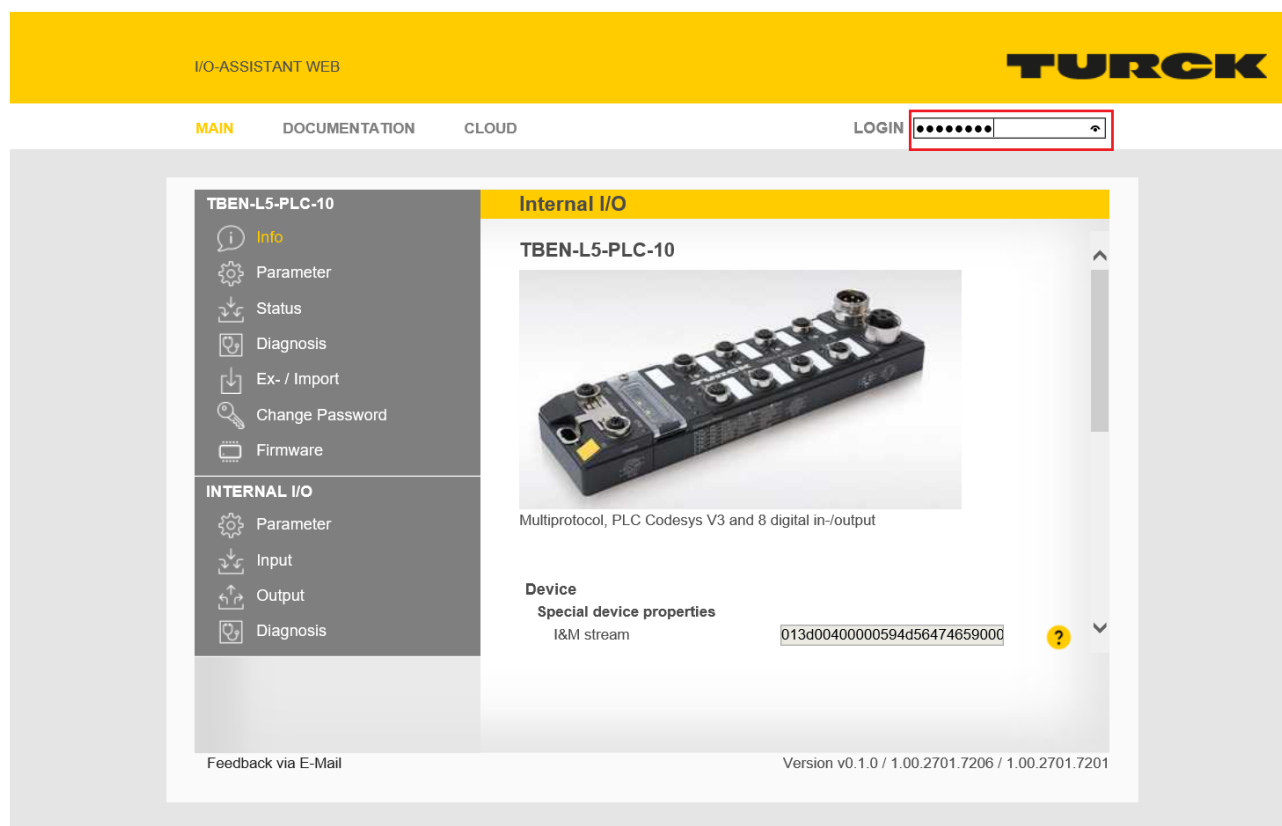 I/O-ASSISTANT WEB
TURCK
MAIN DOCUMENTATION CLOUD LOGIN ●●●●●●●●
TBEN-L5-PLC-10
Info
Parameter
Status
Diagnosis
Ex- / Import
Change Password
Firmware
INTERNAL I/O
Parameter
Input
Output
Diagnosis
Internal I/O
TBEN-L5-PLC-10
TURCK
Multiprotocol, PLC Codesys V3 and 8 digital in-/output
Device
Special device properties
I&M stream 013d00400000594d56474659000 ?
Feedback via E-Mail Version v0.1.0 / 1.00.2701.7206 / 1.00.2701.7201